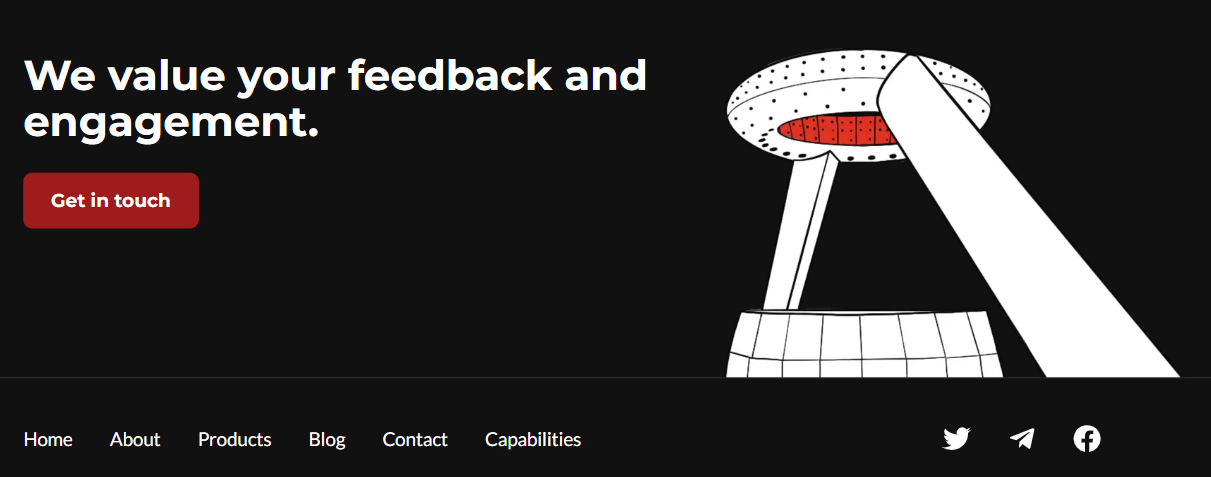 We value your feedback and
engagement.
Get in touch
Home About Products Blog Contact Capabilities